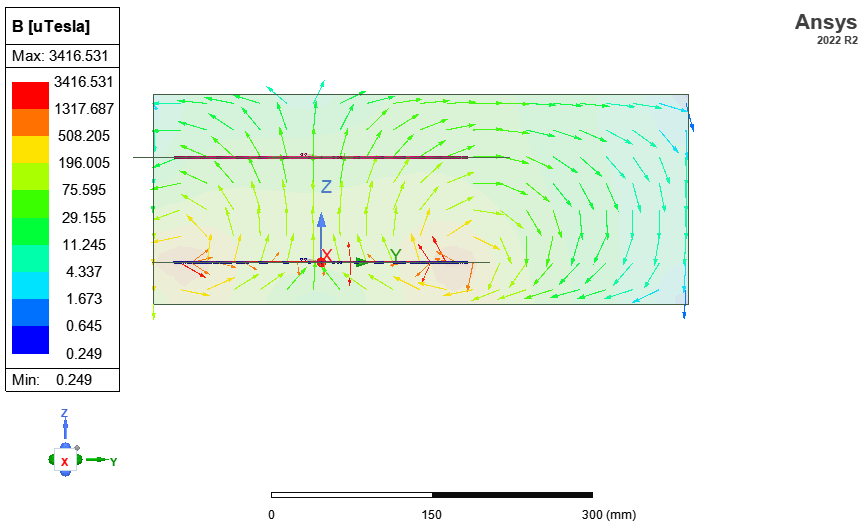 B [uTesla]
Max: 3416.531
3416.531
1317.687
508.205
196.005
75.595
29.155
11.245
4.337
1.673
0.645
0.249
Min: 0.249
Ansys
2022 R2
Z
X
Y
Z
X
Y
0 150 300 (mm)